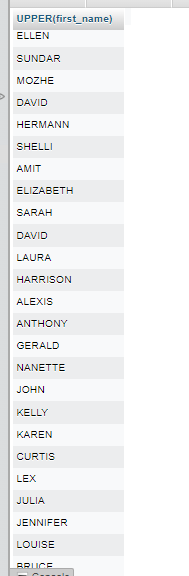 UPPER(first_name)
ELLEN
SUNDAR
MOZHE
DAVID
HERMANN
SHELLI
AMIT
ELIZABETH
SARAH
DAVID
LAURA
HARRISON
ALEXIS
ANTHONY
GERALD
NANETTE
JOHN
KELLY
KAREN
CURTIS
LEX
JULIA
JENNIFER
LOUISE
BRUCE
Console